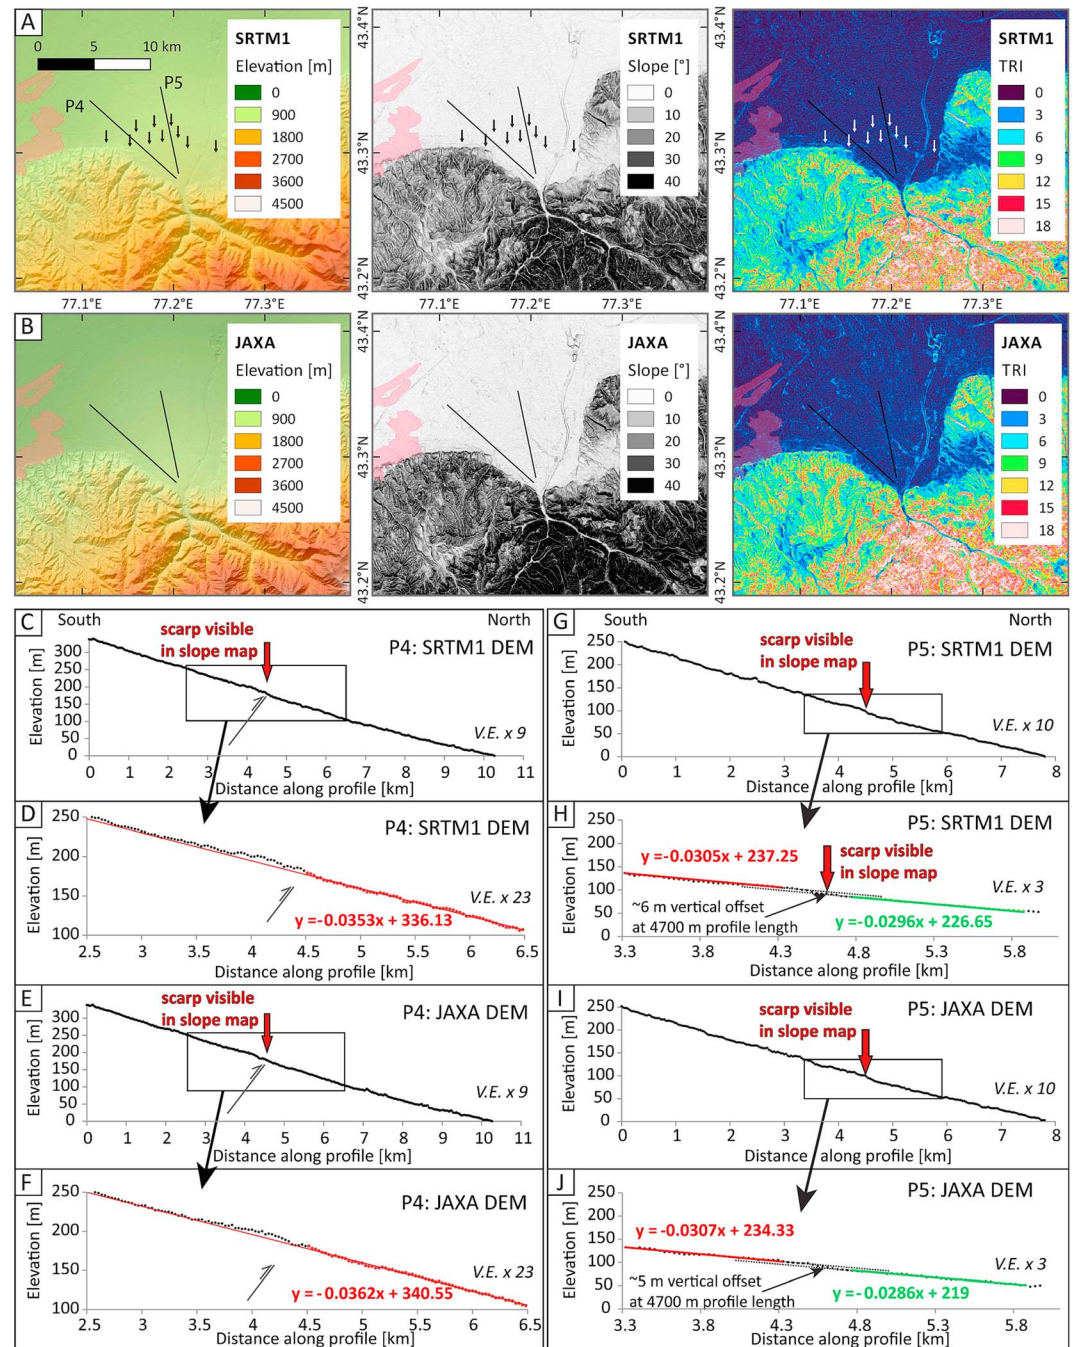 A
0 5 10 km
P4
P5
SRTM1
Elevation [m]
0
900
1800
2700
3600
4500
SRTM1
Slope [°]
0
10
20
30
40
SRTM1
TRI
0
3
6
9
12
15
18
43.4°N
43.3°N
43.2°N
43.4°N
43.3°N
43.2°N
77.1°E 77.2°E 77.3°E
77.1°E 77.2°E 77.3°E
77.1°E 77.2°E 77.3°E
B
JAXA
Elevation [m]
0
900
1800
2700
3600
4500
JAXA
Slope [°]
0
10
20
30
40
JAXA
TRI
0
3
6
9
12
15
18
43.4°N
43.3°N
43.2°N
43.4°N
43.3°N
43.2°N
C
South
North
scarp visible
in slope map
P4: SRTM1 DEM
V.E. x 9
Elevation [m]
300
250
200
150
100
50
0
0 1 2 3 4 5 6 7 8 9 10 11
Distance along profile [km]
D
P4: SRTM1 DEM
V.E. x 23
y =-0.0353x + 336.13
Elevation [m]
250
200
150
100
2.5 3.5 4.5 5.5 6.5
Distance along profile [km]
E
scarp visible
in slope map
P4: JAXA DEM
V.E. x 9
Elevation [m]
300
250
200
150
100
50
0
0 1 2 3 4 5 6 7 8 9 10 11
Distance along profile [km]
F
P4: JAXA DEM
V.E. x 23
y = -0.0362x + 340.55
Elevation [m]
250
200
150
100
2.5 3.5 4.5 5.5 6.5
Distance along profile [km]
G
South
North
scarp visible
in slope map
P5: SRTM1 DEM
V.E. x 10
Elevation [m]
250
200
150
100
50
0
0 1 2 3 4 5 6 7 8
Distance along profile [km]
H
P5: SRTM1 DEM
y =-0.0305x + 237.25
scarp visible
in slope map
V.E. x 3
~6 m vertical offset
at 4700 m profile length
y =-0.0296x + 226.65
Elevation [m]
250
200
150
100
50
0
3.3 3.8 4.3 4.8 5.3 5.8
Distance along profile [km]
I
scarp visible
in slope map
P5: JAXA DEM
V.E. x 10
Elevation [m]
250
200
150
100
50
0
0 1 2 3 4 5 6 7 8
Distance along profile [km]
J
P5: JAXA DEM
y = -0.0307x + 234.33
V.E. x 3
~5 m vertical offset
at 4700 m profile length
y = -0.0286x + 219
Elevation [m]
250
200
150
100
50
0
3.3 3.8 4.3 4.8 5.3 5.8
Distance along profile [km]